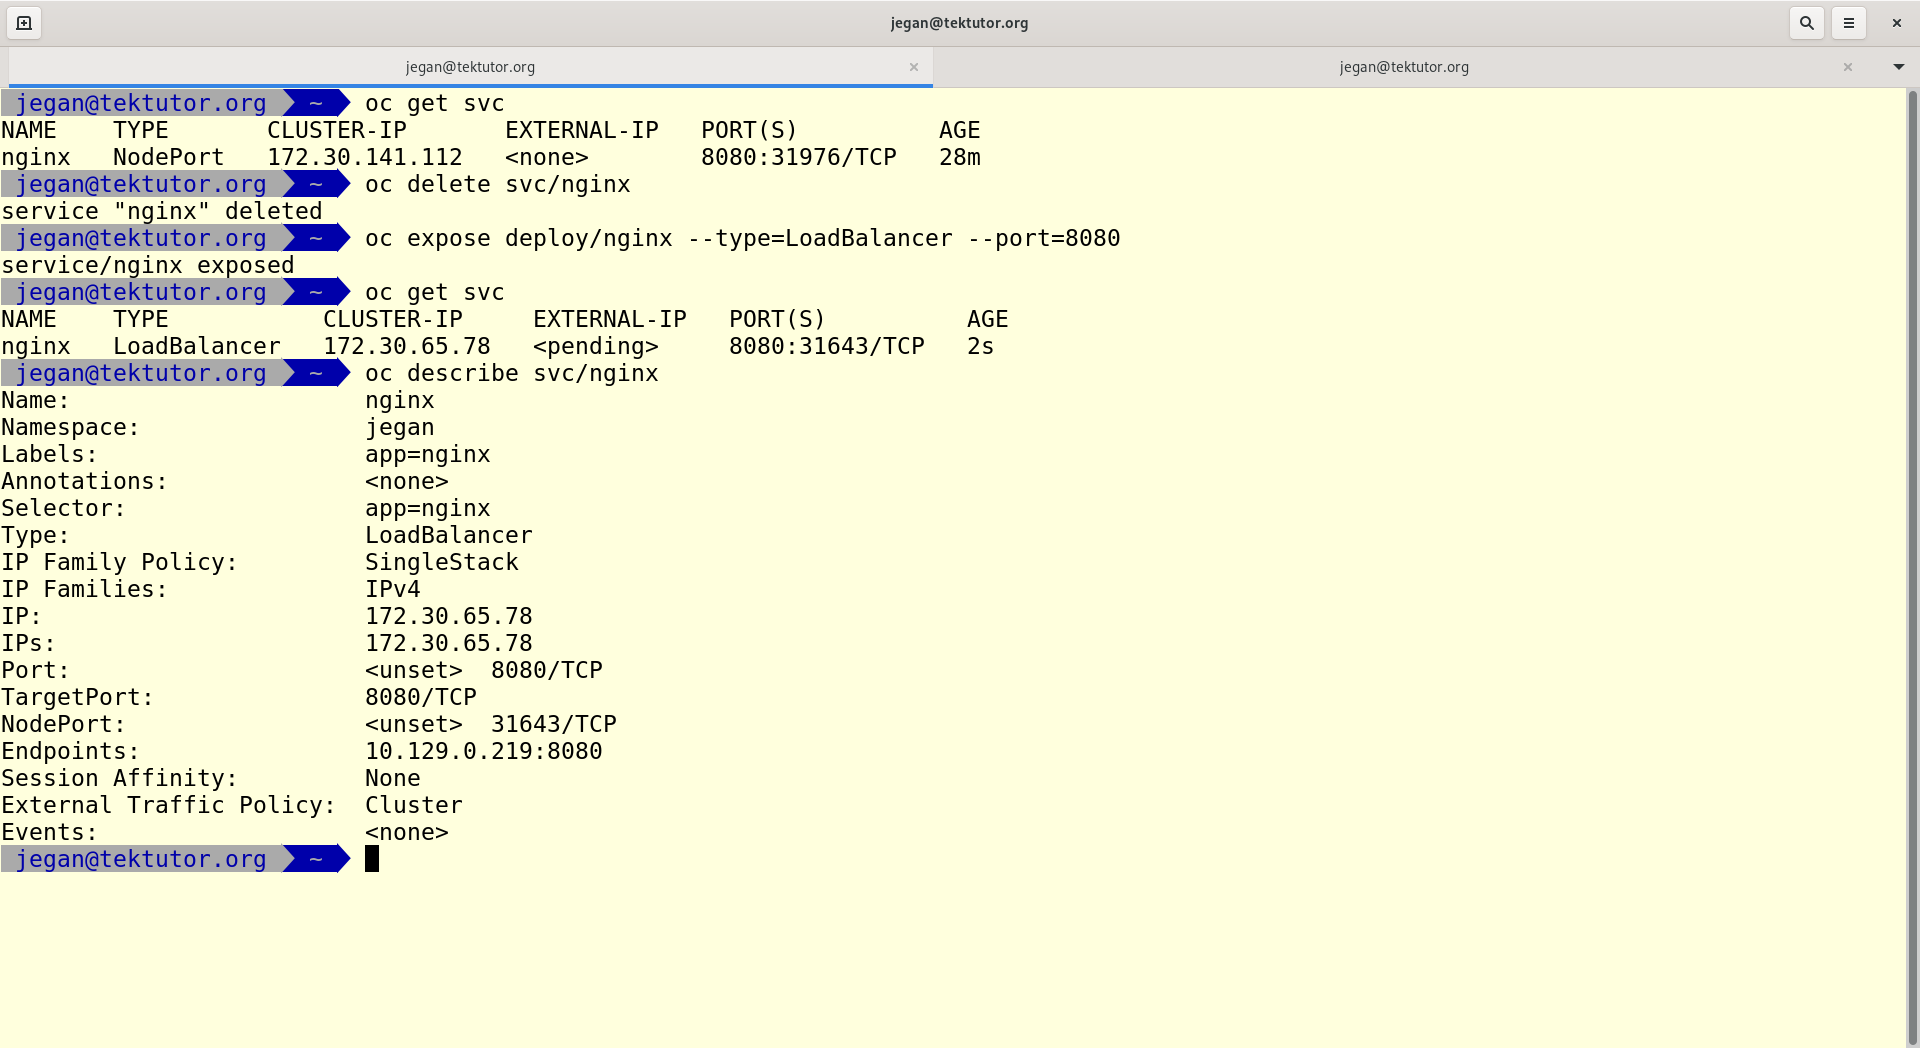 jegan@tektutor.org
jegan@tektutor.org jegan@tektutor.org
jegan@tektutor.org ~ oc get svc
NAME    TYPE       CLUSTER-IP       EXTERNAL-IP   PORT(S)          AGE
nginx   NodePort   172.30.141.112   <none>        8080:31976/TCP   28m
jegan@tektutor.org ~ oc delete svc/nginx
service "nginx" deleted
jegan@tektutor.org ~ oc expose deploy/nginx --type=LoadBalancer --port=8080
service/nginx exposed
jegan@tektutor.org ~ oc get svc
NAME    TYPE           CLUSTER-IP     EXTERNAL-IP   PORT(S)          AGE
nginx   LoadBalancer   172.30.65.78   <pending>     8080:31643/TCP   2s
jegan@tektutor.org ~ oc describe svc/nginx
Name:                     nginx
Namespace:                jegan
Labels:                   app=nginx
Annotations:              <none>
Selector:                 app=nginx
Type:                     LoadBalancer
IP Family Policy:         SingleStack
IP Families:              IPv4
IP:                       172.30.65.78
IPs:                      172.30.65.78
Port:                     <unset>  8080/TCP
TargetPort:               8080/TCP
NodePort:                 <unset>  31643/TCP
Endpoints:                10.129.0.219:8080
Session Affinity:         None
External Traffic Policy:  Cluster
Events:                   <none>
jegan@tektutor.org ~